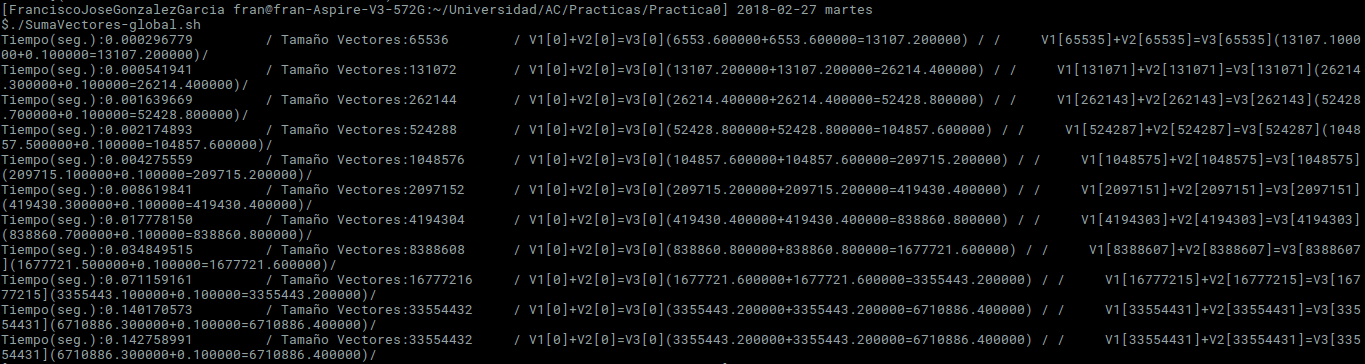 [FranciscoJoseGonzalezGarcia fran@fran-Aspire-V3-572G:~/Universidad/AC/Practicas/Practica0] 2018-02-27 martes
$./SumaVectores-global.sh
Tiempo(seg.):0.000296779         / Tamaño Vectores:65536        / V1[0]+V2[0]=V3[0](6553.600000+6553.600000=13107.200000) / /      V1[65535]+V2[65535]=V3[65535](13107.1000
00+0.100000=13107.200000)/
Tiempo(seg.):0.000541941         / Tamaño Vectores:131072       / V1[0]+V2[0]=V3[0](13107.200000+13107.200000=26214.400000) / /     V1[131071]+V2[131071]=V3[131071](26214
.300000+0.100000=26214.400000)/
Tiempo(seg.):0.001639669         / Tamaño Vectores:262144       / V1[0]+V2[0]=V3[0](26214.400000+26214.400000=52428.800000) / /     V1[262143]+V2[262143]=V3[262143](52428
.700000+0.100000=52428.800000)/
Tiempo(seg.):0.002174893         / Tamaño Vectores:524288       / V1[0]+V2[0]=V3[0](52428.800000+52428.800000=104857.600000) / /     V1[524287]+V2[524287]=V3[524287](1048
57.500000+0.100000=104857.600000)/
Tiempo(seg.):0.004275559         / Tamaño Vectores:1048576      / V1[0]+V2[0]=V3[0](104857.600000+104857.600000=209715.200000) / /     V1[1048575]+V2[1048575]=V3[1048575]
(209715.100000+0.100000=209715.200000)/
Tiempo(seg.):0.008619841         / Tamaño Vectores:2097152      / V1[0]+V2[0]=V3[0](209715.200000+209715.200000=419430.400000) / /     V1[2097151]+V2[2097151]=V3[2097151]
(419430.300000+0.100000=419430.400000)/
Tiempo(seg.):0.017778150         / Tamaño Vectores:4194304      / V1[0]+V2[0]=V3[0](419430.400000+419430.400000=838860.800000) / /     V1[4194303]+V2[4194303]=V3[4194303]
(838860.700000+0.100000=838860.800000)/
Tiempo(seg.):0.034849515         / Tamaño Vectores:8388608      / V1[0]+V2[0]=V3[0](838860.800000+838860.800000=1677721.600000) / /     V1[8388607]+V2[8388607]=V3[8388607
](1677721.500000+0.100000=1677721.600000)/
Tiempo(seg.):0.071159161         / Tamaño Vectores:16777216     / V1[0]+V2[0]=V3[0](1677721.600000+1677721.600000=3355443.200000) / /     V1[16777215]+V2[16777215]=V3[167
77215](3355443.100000+0.100000=3355443.200000)/
Tiempo(seg.):0.140170573         / Tamaño Vectores:33554432     / V1[0]+V2[0]=V3[0](3355443.200000+3355443.200000=6710886.400000) / /     V1[33554431]+V2[33554431]=V3[335
54431](6710886.300000+0.100000=6710886.400000)/
Tiempo(seg.):0.142758991         / Tamaño Vectores:33554432     / V1[0]+V2[0]=V3[0](3355443.200000+3355443.200000=6710886.400000) / /     V1[33554431]+V2[33554431]=V3[335
54431](6710886.300000+0.100000=6710886.400000)/